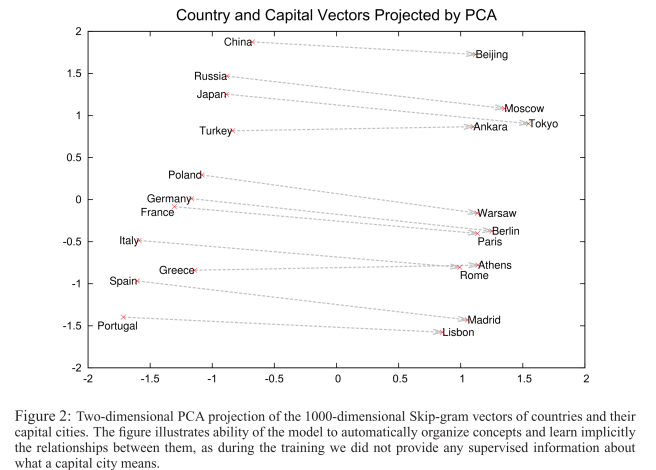 Country and Capital Vectors Projected by PCA
2
1.5
1
0.5
0
-0.5
-1
-1.5
-2
-2
-1.5
-1
-0.5
0
0.5
1
1.5
2
China
Beijing
Russia
Japan
Moscow
Tokyo
Turkey
Ankara
Poland
Germany
France
Warsaw
Berlin
Paris
Italy
Greece
Athens
Rome
Spain
Madrid
Portugal
Lisbon
Figure 2: Two-dimensional PCA projection of the 1000-dimensional Skip-gram vectors of countries and their
capital cities. The figure illustrates ability of the model to automatically organize concepts and learn implicitly
the relationships between them, as during the training we did not provide any supervised information about
what a capital city means.